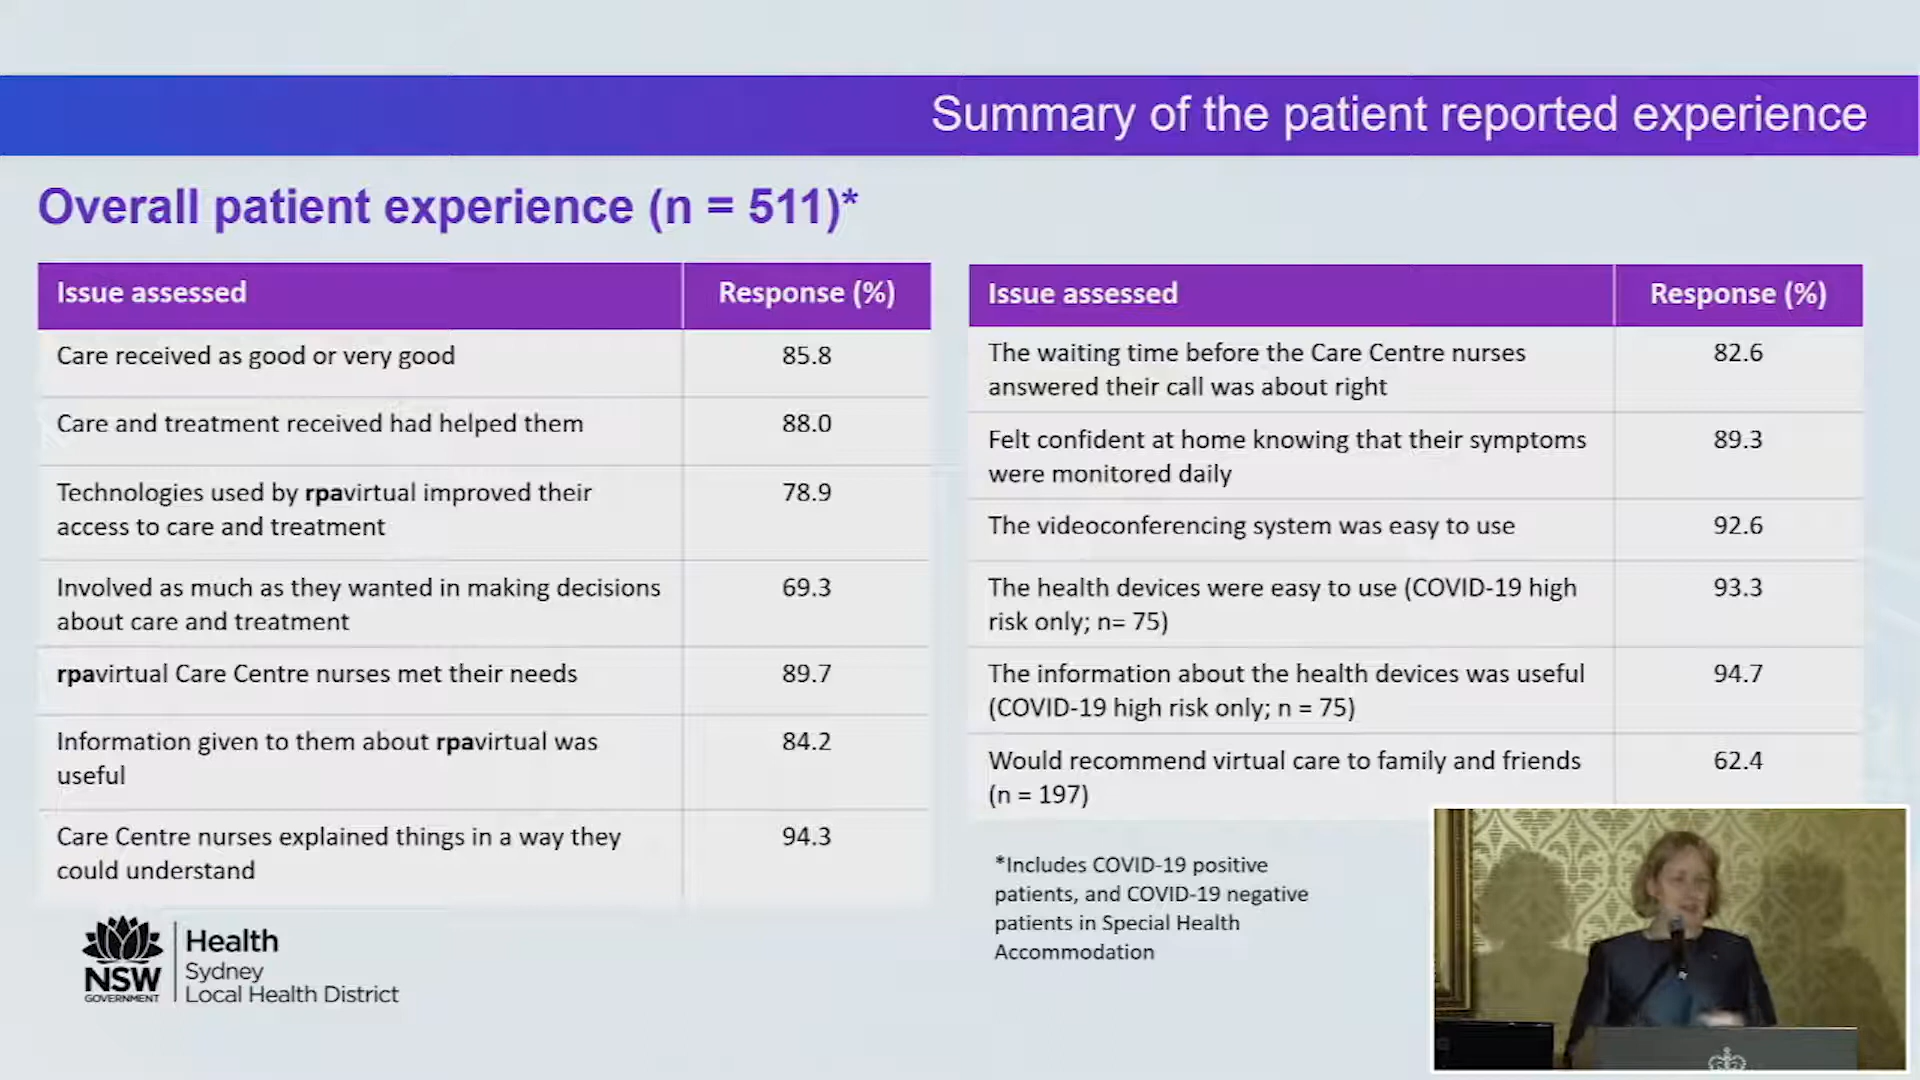 Summary of the patient reported experience
Overall patient experience (n = 511)*
Issue assessed
Response (%)
Care received as good or very good
85.8
Care and treatment received had helped them
88.0
Technologies used by rpavirtual improved their
access to care and treatment
78.9
Involved as much as they wanted in making decisions
about care and treatment
69.3
rpavirtual Care Centre nurses met their needs
89.7
Information given to them about rpavirtual was
useful
84.2
Care Centre nurses explained things in a way they
could understand
94.3
Issue assessed
Response (%)
The waiting time before the Care Centre nurses
answered their call was about right
82.6
Felt confident at home knowing that their symptoms
were monitored daily
89.3
The videoconferencing system was easy to use
92.6
The health devices were easy to use (COVID-19 high
risk only; n= 75)
93.3
The information about the health devices was useful
(COVID-19 high risk only; n = 75)
94.7
Would recommend virtual care to family and friends
(n = 197)
62.4
*Includes COVID-19 positive
patients, and COVID-19 negative
patients in Special Health
Accommodation
NSW
GOVERNMENT
Health
Sydney
Local Health District